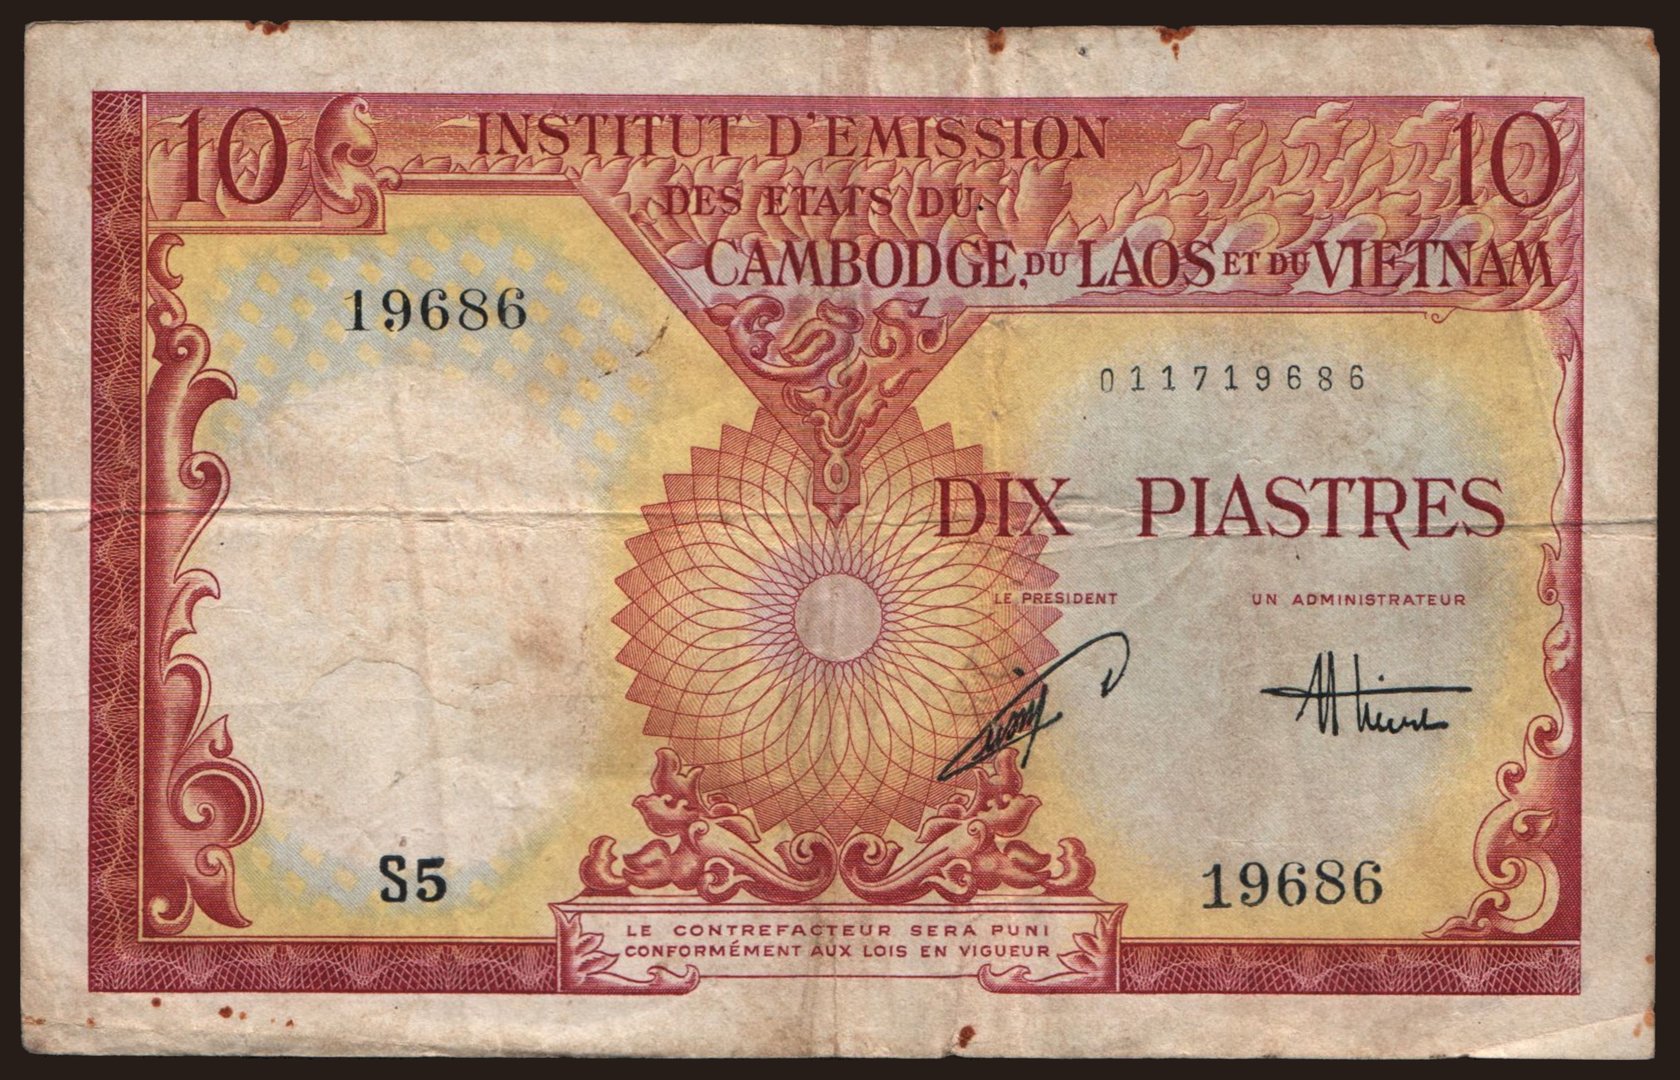 10 INSTITUT D'EMISSION 10
DES ETATS DU
CAMBODGE, DU LAOS ET DU VIETNAM
19686
011719686
DIX PIASTRES
LE PRESIDENT UN ADMINISTRATEUR
S5 19686
LE CONTREFACTEUR SERA PUNI
CONFORMÉMENT AUX LOIS EN VIGUEUR